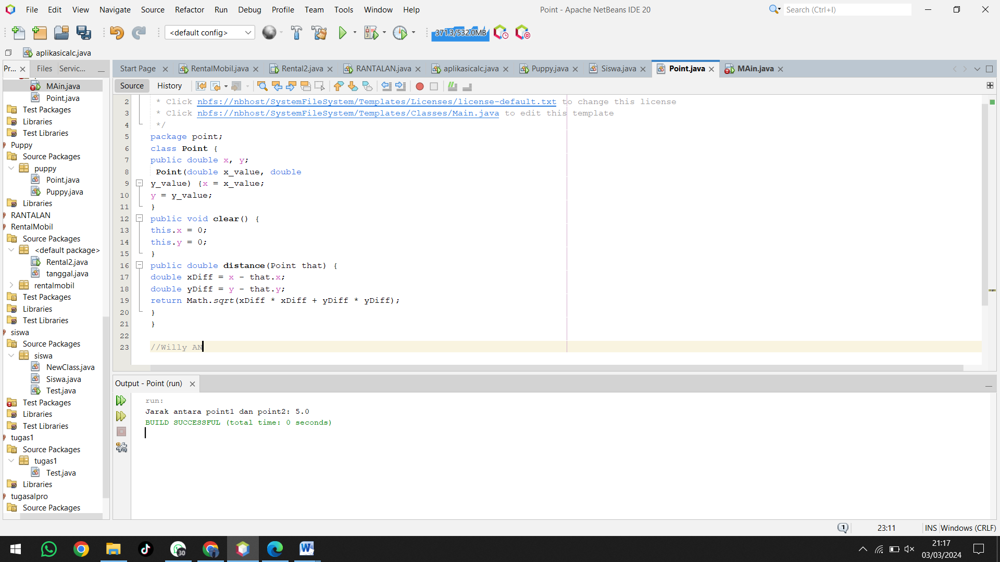 File Edit View Navigate Source Refactor Run Debug Profile Team Tools Window Help Point - Apache NetBeans IDE 20 Search (Ctrl+I)
<default config> 371.3/532.0MB
aplikasicalc.java
Pr... Files Servic...
Start Page RentalMobil.java Rental2.java RANTALAN.java aplikasicalc.java Puppy.java Siswa.java Point.java MAin.java
Source History
MAin.java
Point.java
Test Packages
Libraries
Test Libraries
Puppy
Source Packages
puppy
Point.java
Puppy.java
Libraries
RANTALAN
RentalMobil
Source Packages
<default package>
Rental2.java
tanggal.java
rentalmobil
Test Packages
Libraries
Test Libraries
siswa
Source Packages
siswa
NewClass.java
Siswa.java
Test.java
Test Packages
Libraries
Test Libraries
tugas1
Source Packages
tugas1
Test.java
Libraries
tugasalpro
Source Packages
2 * Click nbfs://nbhost/SystemFileSystem/Templates/Licenses/license-default.txt to change this license
3 * Click nbfs://nbhost/SystemFileSystem/Templates/Classes/Main.java to edit this template
4 */
5 package point;
6 class Point {
7 public double x, y;
8 Point(double x_value, double
9 y_value) {x = x_value;
10 y = y_value;
11 }
12 public void clear() {
13 this.x = 0;
14 this.y = 0;
15 }
16 public double distance(Point that) {
17 double xDiff = x - that.x;
18 double yDiff = y - that.y;
19 return Math.sqrt(xDiff * xDiff + yDiff * yDiff);
20 }
21 }
22
23 //Willy AN
Output - Point (run)
run:
Jarak antara point1 dan point2: 5.0
BUILD SUCCESSFUL (total time: 0 seconds)
1 23:11 INS Windows (CRLF)
30
21:17
03/03/2024